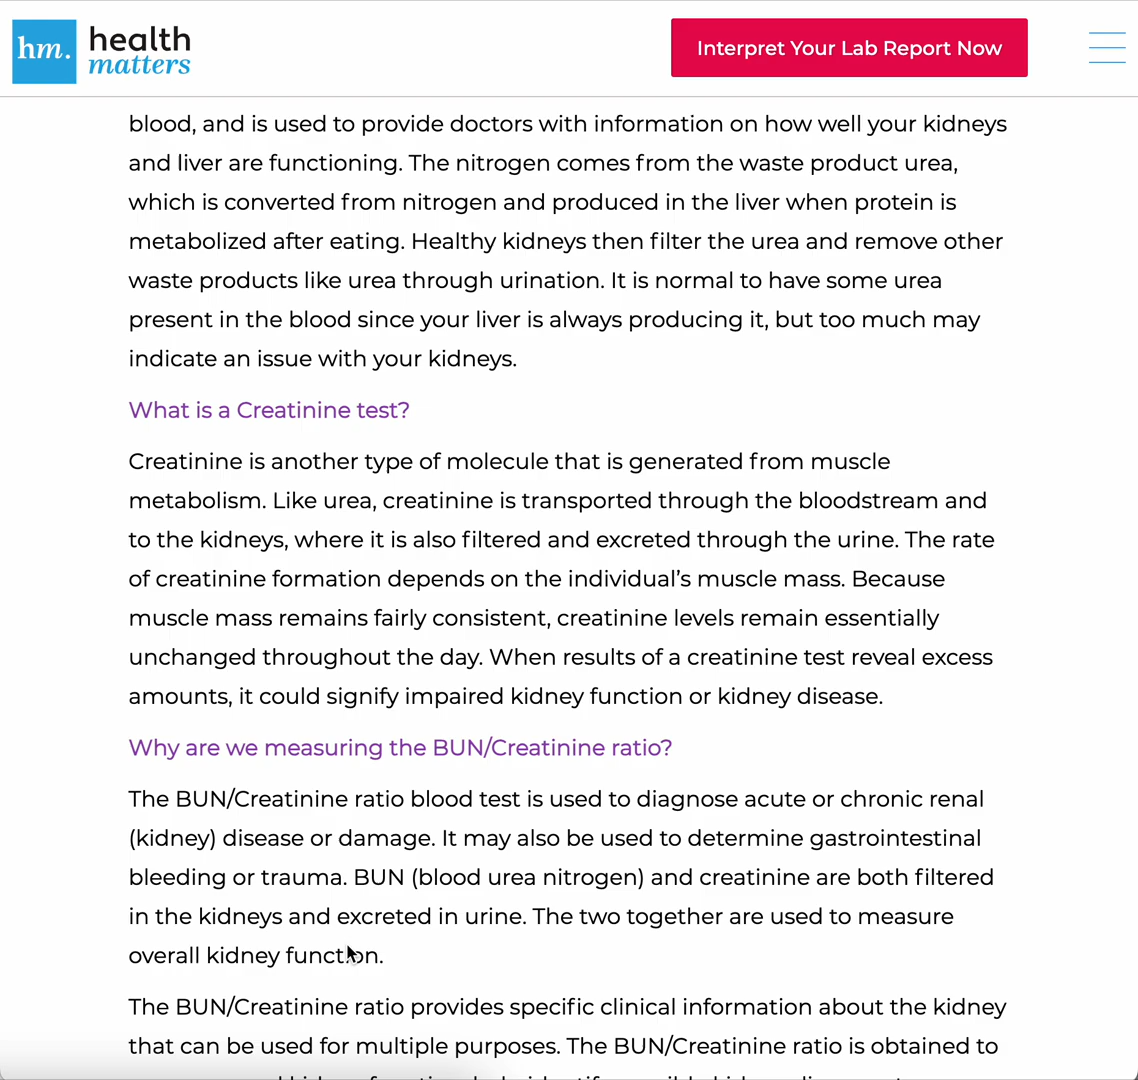 hm.
health
matters
Interpret Your Lab Report Now
blood, and is used to provide doctors with information on how well your kidneys
and liver are functioning. The nitrogen comes from the waste product urea,
which is converted from nitrogen and produced in the liver when protein is
metabolized after eating. Healthy kidneys then filter the urea and remove other
waste products like urea through urination. It is normal to have some urea
present in the blood since your liver is always producing it, but too much may
indicate an issue with your kidneys.
What is a Creatinine test?
Creatinine is another type of molecule that is generated from muscle
metabolism. Like urea, creatinine is transported through the bloodstream and
to the kidneys, where it is also filtered and excreted through the urine. The rate
of creatinine formation depends on the individual’s muscle mass. Because
muscle mass remains fairly consistent, creatinine levels remain essentially
unchanged throughout the day. When results of a creatinine test reveal excess
amounts, it could signify impaired kidney function or kidney disease.
Why are we measuring the BUN/Creatinine ratio?
The BUN/Creatinine ratio blood test is used to diagnose acute or chronic renal
(kidney) disease or damage. It may also be used to determine gastrointestinal
bleeding or trauma. BUN (blood urea nitrogen) and creatinine are both filtered
in the kidneys and excreted in urine. The two together are used to measure
overall kidney function.
The BUN/Creatinine ratio provides specific clinical information about the kidney
that can be used for multiple purposes. The BUN/Creatinine ratio is obtained to